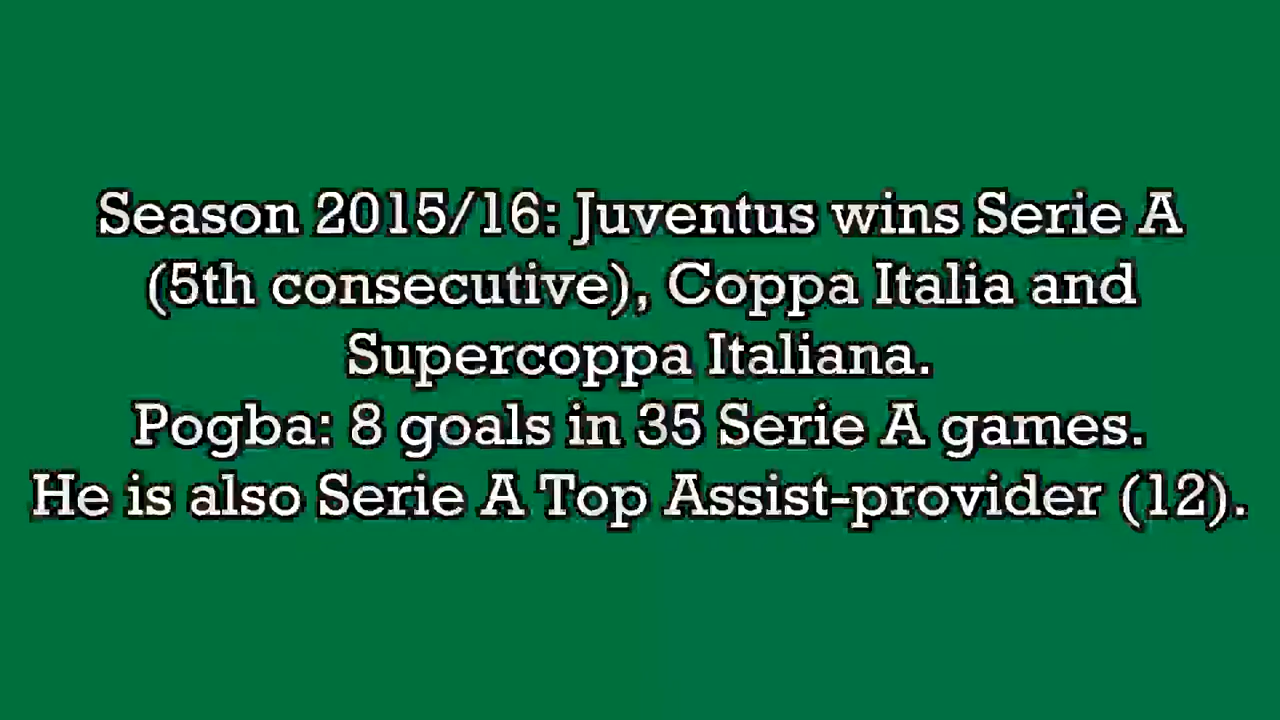 Season 2015/16: Juventus wins Serie A
(5th consecutive), Coppa Italia and
Supercoppa Italiana.
Pogba: 8 goals in 35 Serie A games.
He is also Serie A Top Assist-provider (12).